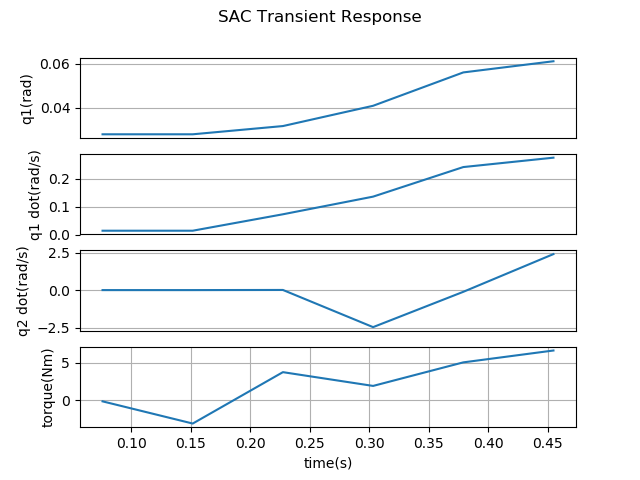 SAC Transient Response
q1(rad)
0.06
0.04
q1 dot(rad/s)
0.2
0.1
0.0
q2 dot(rad/s)
2.5
0.0
−2.5
torque(Nm)
5
0
0.10 0.15 0.20 0.25 0.30 0.35 0.40 0.45
time(s)